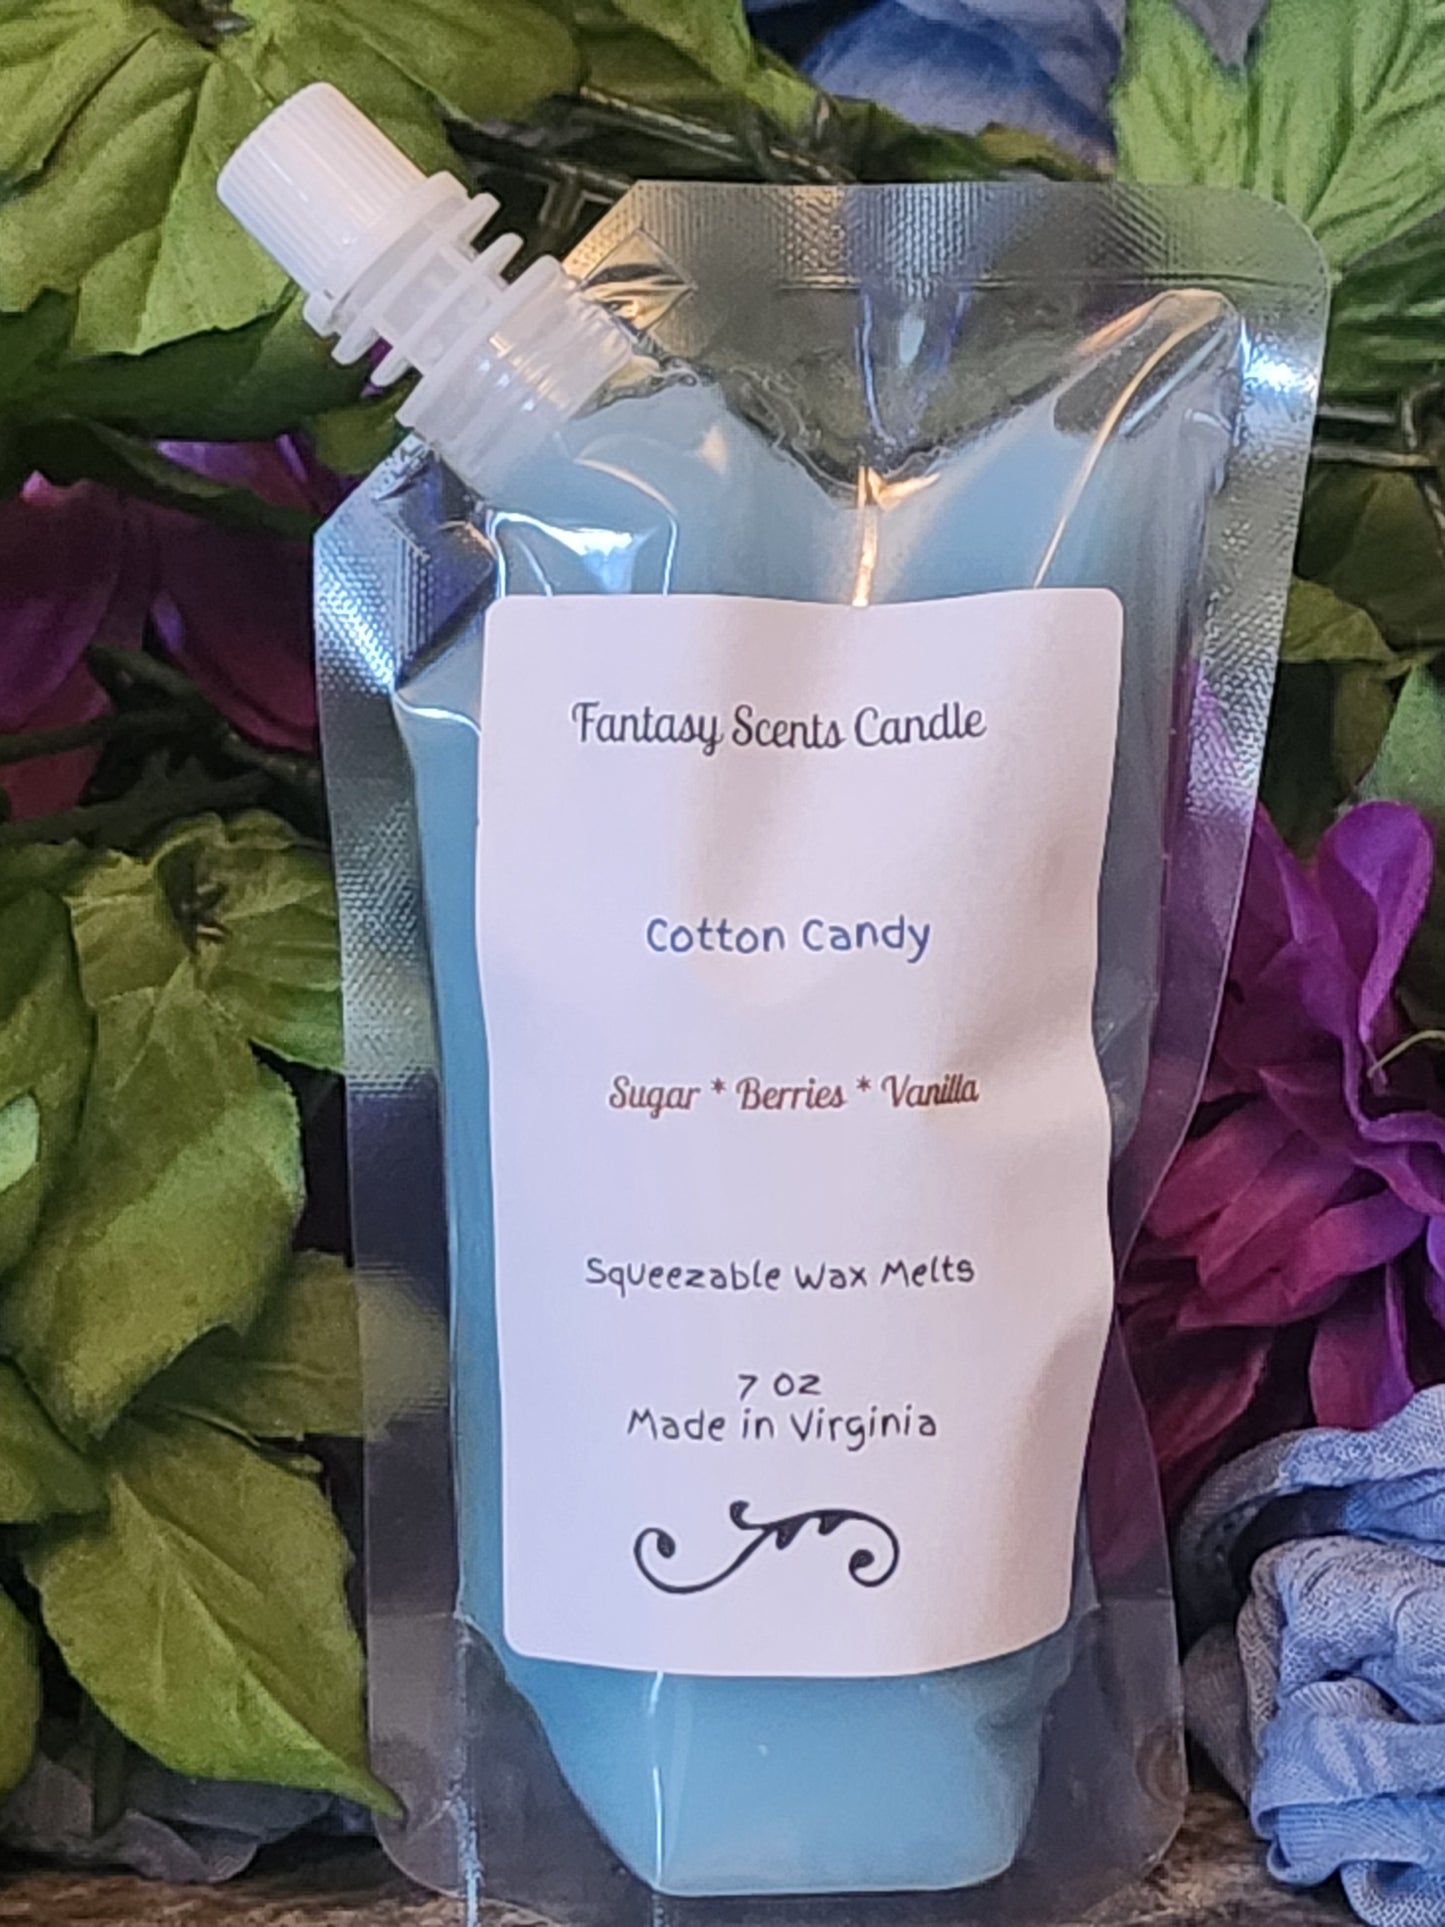 Fantasy Scents Candle
Cotton Candy
Sugar * Berries * Vanilla
Squeezable Wax Melts
7 oz
Made in Virginia